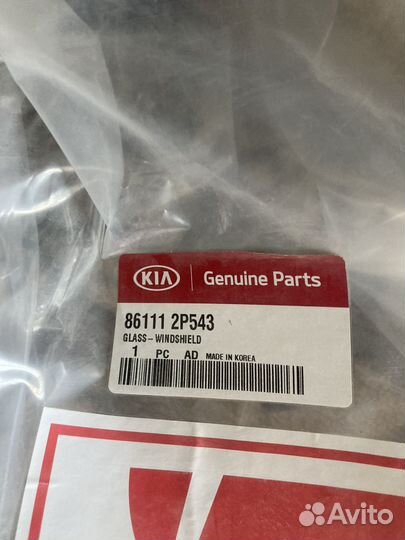 KIA Genuine Parts
86111 2P543
GLASS-WINDSHIELD
1 PC AD MADE IN KOREA
Avito